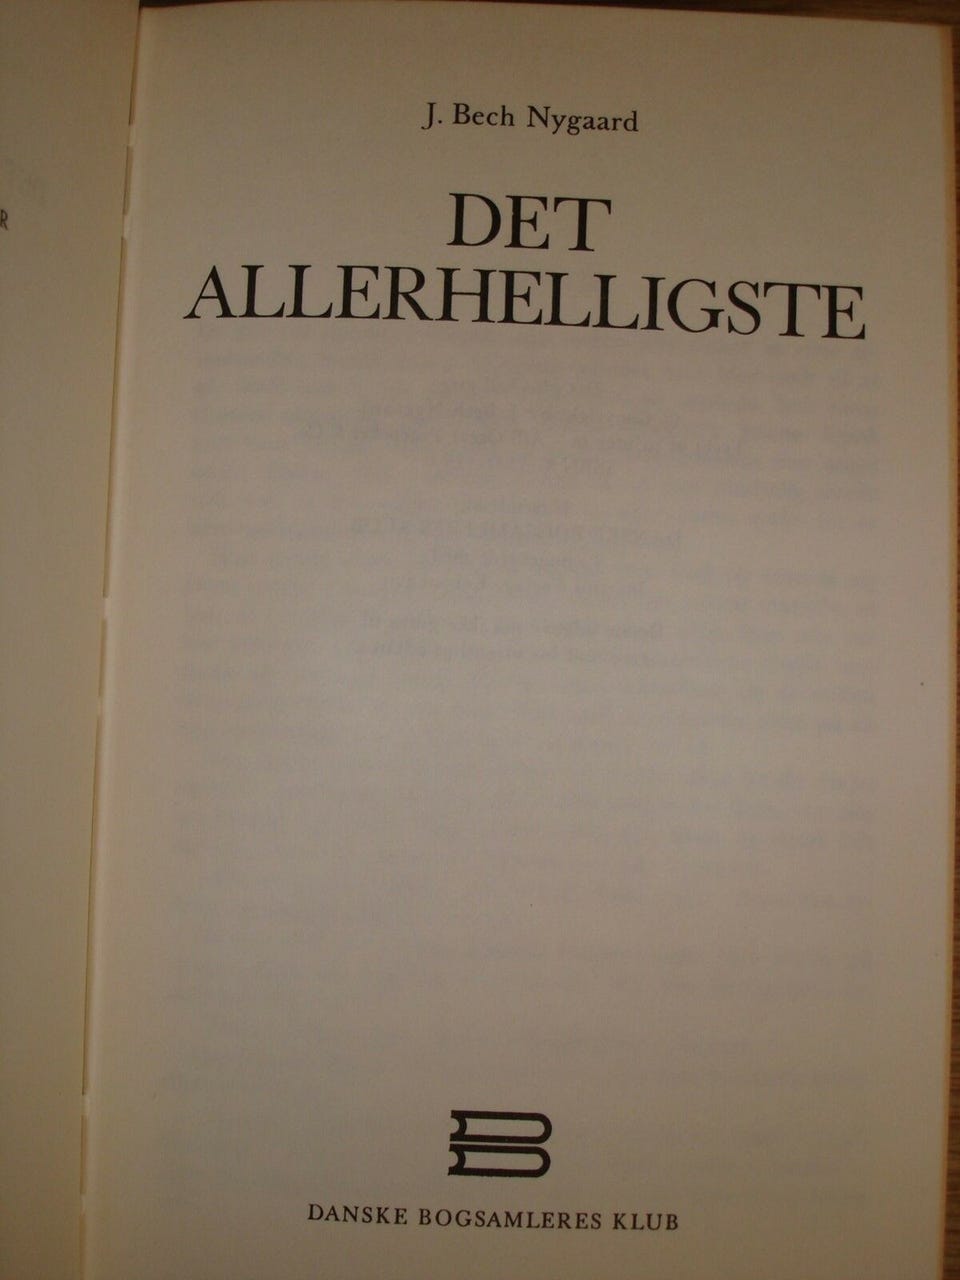 J. Bech Nygaard
DET
ALLERHELLIGSTE
DANSKE BOGSAMLERES KLUB